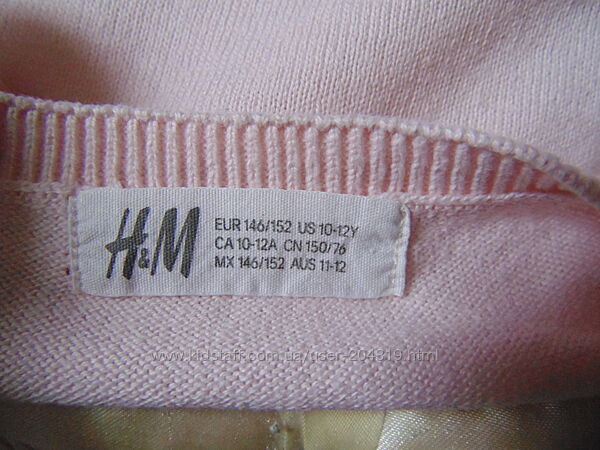 H&M
EUR 146/152 US 10-12Y
CA 10-12A CN 150/76
MX 146/152 AUS 11-12
www.kidstaff.com.ua/user-204319.html